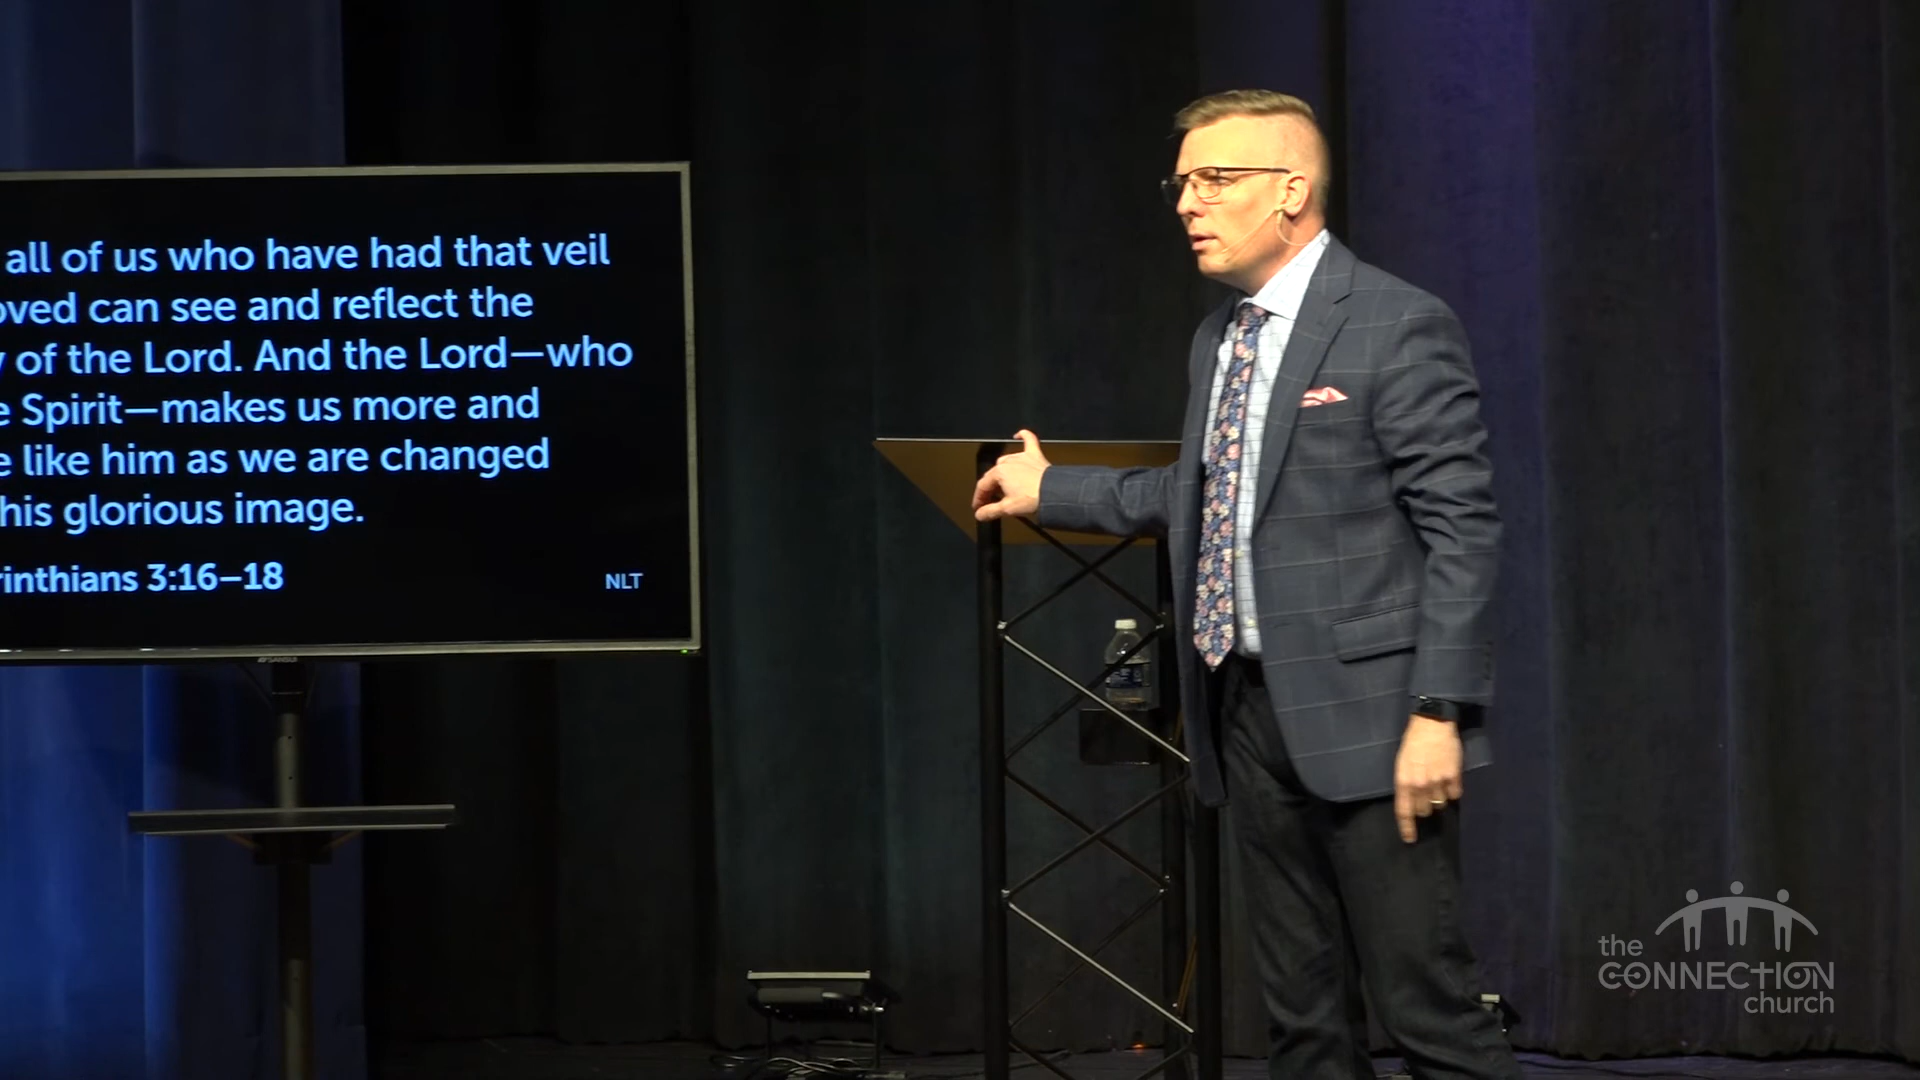 all of us who have had that veil
oved can see and reflect the
y of the Lord. And the Lord—who
e Spirit—makes us more and
e like him as we are changed
his glorious image.
rinthians 3:16–18
NLT
SANSUI
the
CONNECTION
church